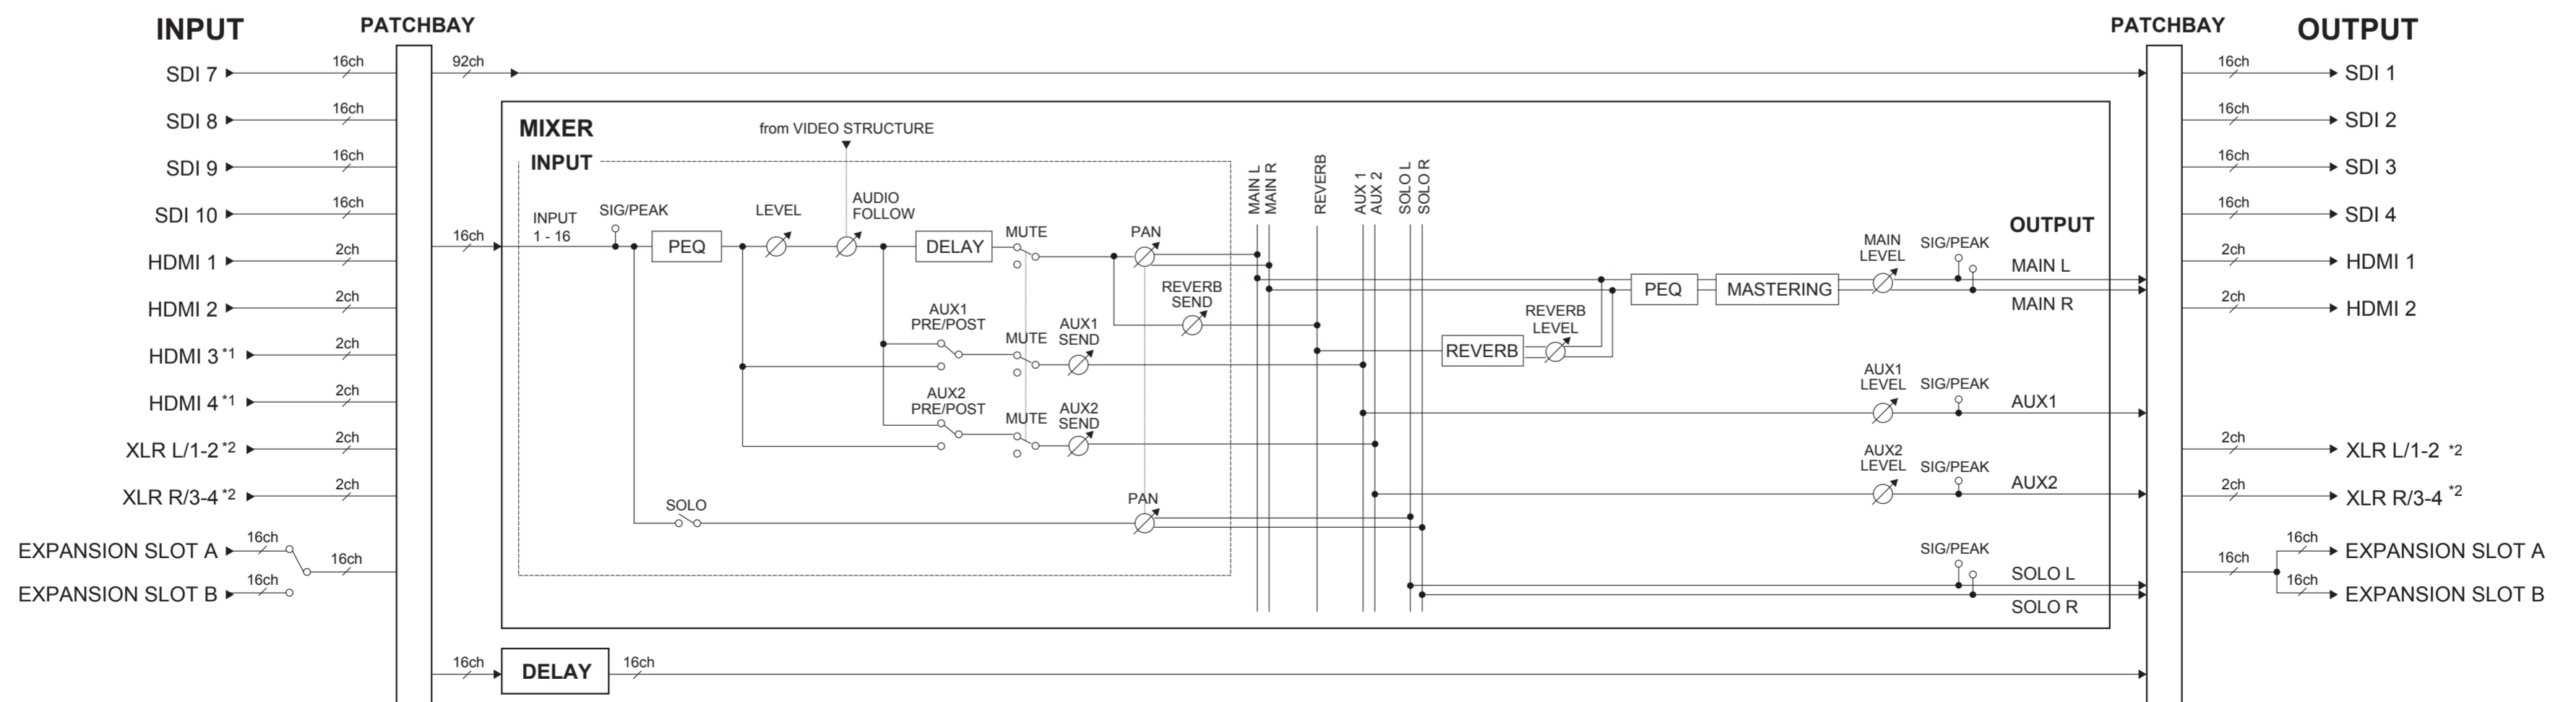 INPUT
PATCHBAY
PATCHBAY
OUTPUT
SDI 7
16ch
92ch
16ch
SDI 1
SDI 8
16ch
16ch
SDI 2
SDI 9
16ch
16ch
SDI 3
SDI 10
16ch
16ch
SDI 4
HDMI 1
2ch
2ch
HDMI 1
HDMI 2
2ch
2ch
HDMI 2
HDMI 3 *1
2ch
HDMI 4 *1
2ch
XLR L/1-2 *2
2ch
2ch
XLR L/1-2 *2
XLR R/3-4 *2
2ch
2ch
XLR R/3-4 *2
EXPANSION SLOT A
16ch
16ch
EXPANSION SLOT B
16ch
16ch
16ch
EXPANSION SLOT A
16ch
EXPANSION SLOT B
16ch
MIXER
from VIDEO STRUCTURE
INPUT
INPUT
1 - 16
SIG/PEAK
PEQ
LEVEL
AUDIO
FOLLOW
DELAY
MUTE
PAN
REVERB
SEND
AUX1
PRE/POST
MUTE
AUX1
SEND
AUX2
PRE/POST
MUTE
AUX2
SEND
SOLO
PAN
MAIN L
MAIN R
REVERB
AUX 1
AUX 2
SOLO L
SOLO R
REVERB
REVERB
LEVEL
PEQ
MASTERING
MAIN
LEVEL
SIG/PEAK
OUTPUT
MAIN L
MAIN R
AUX1
LEVEL
SIG/PEAK
AUX1
AUX2
LEVEL
SIG/PEAK
AUX2
SIG/PEAK
SOLO L
SOLO R
16ch
DELAY
16ch